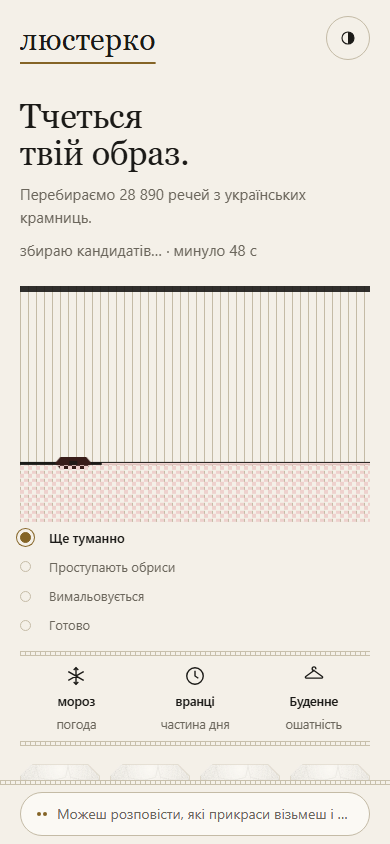 люстерко
Тчеться
твій образ.
Перебираємо 28 890 речей з українських
крамниць.
збираю кандидатів... · минуло 48 с
Ще туманно
Проступають обриси
Вимальовується
Готово
мороз
вранці
Буденне
погода
частина дня
ошатність
Можеш розповісти, які прикраси візьмеш і ...